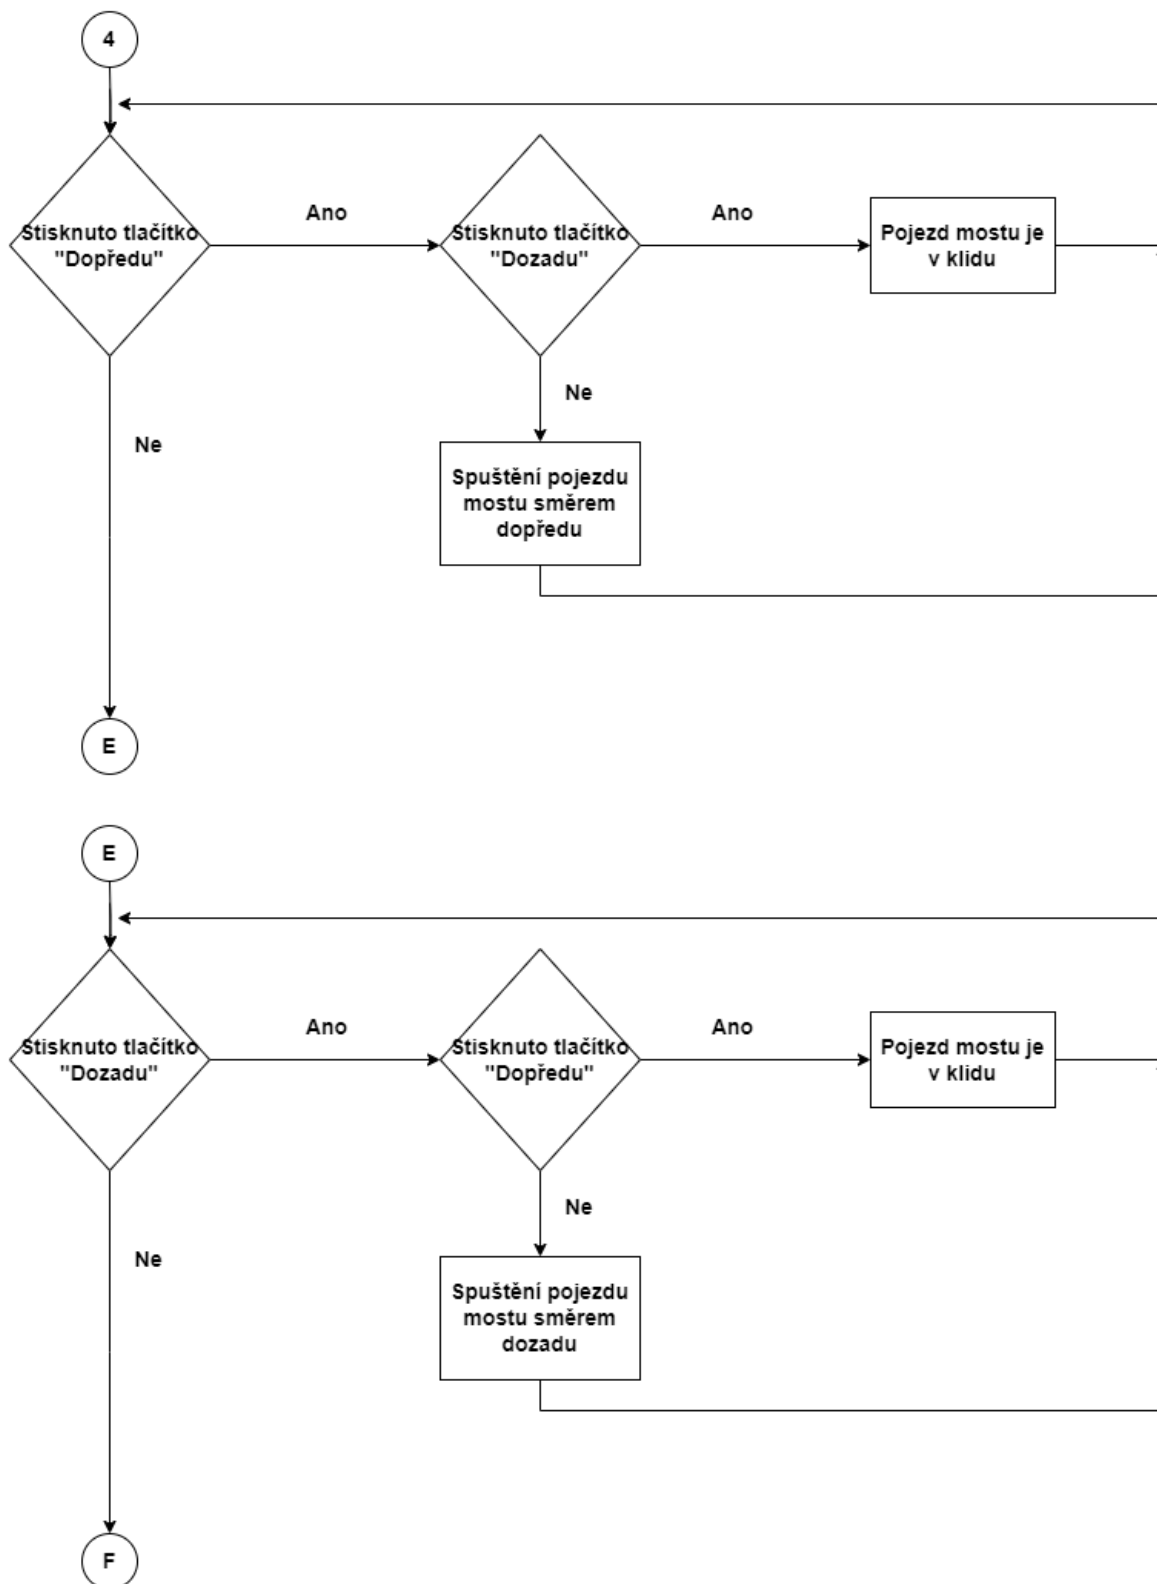 4
Ano
Ano
Stisknuto tlačítko
"Dopředu"
Stisknuto tlačítko
"Dozadu"
Pojezd mostu je
v klidu
Ne
Ne
Spuštění pojezdu
mostu směrem
dopředu
E
E
Ano
Ano
Stisknuto tlačítko
"Dozadu"
Stisknuto tlačítko
"Dopředu"
Pojezd mostu je
v klidu
Ne
Ne
Spuštění pojezdu
mostu směrem
dozadu
F